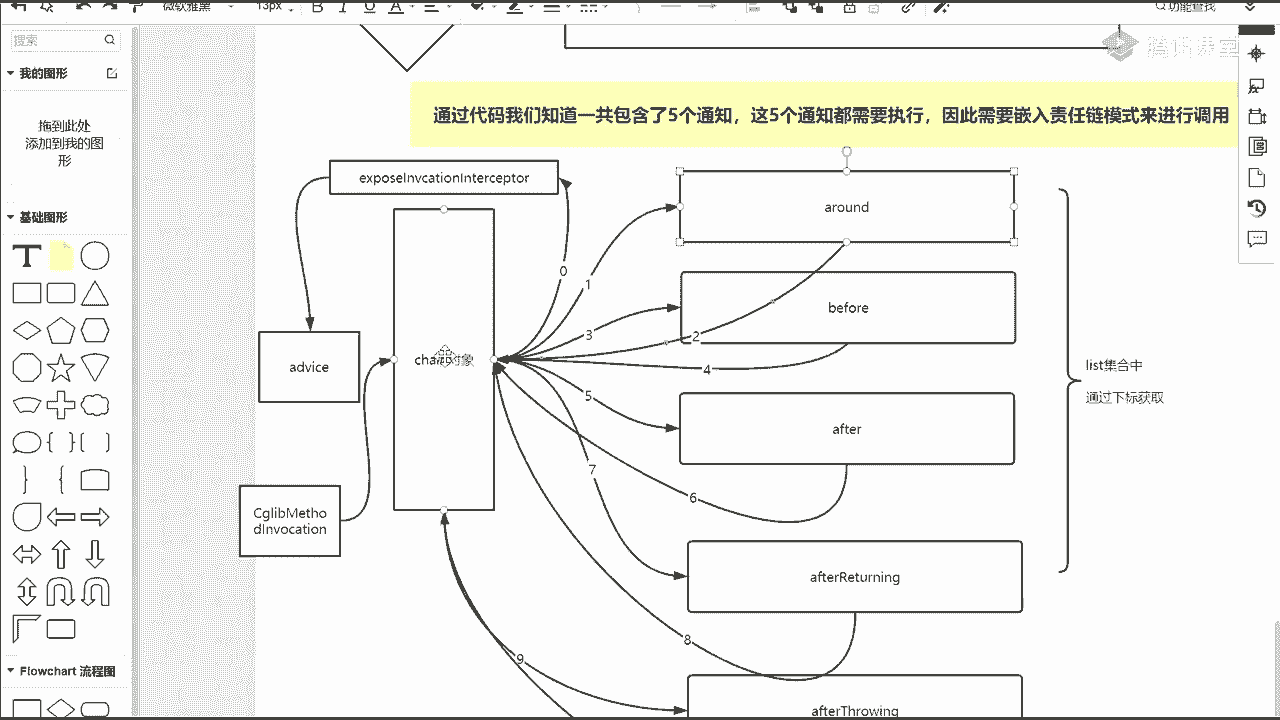 微软雅黑
13px
B I U A
功能查找
搜索
腾讯课堂
我的图形
拖到此处
添加到我的图
形
基础图形
T
Flowchart 流程图
通过代码我们知道一共包含了5个通知，这5个通知都需要执行，因此需要嵌入责任链模式来进行调用
exposeInvcationInterceptor
around
0
1
before
3
2
advice
chain对象
4
list集合中
通过下标获取
5
after
7
6
CglibMetho
dInvocation
afterReturning
8
9
afterThrowing